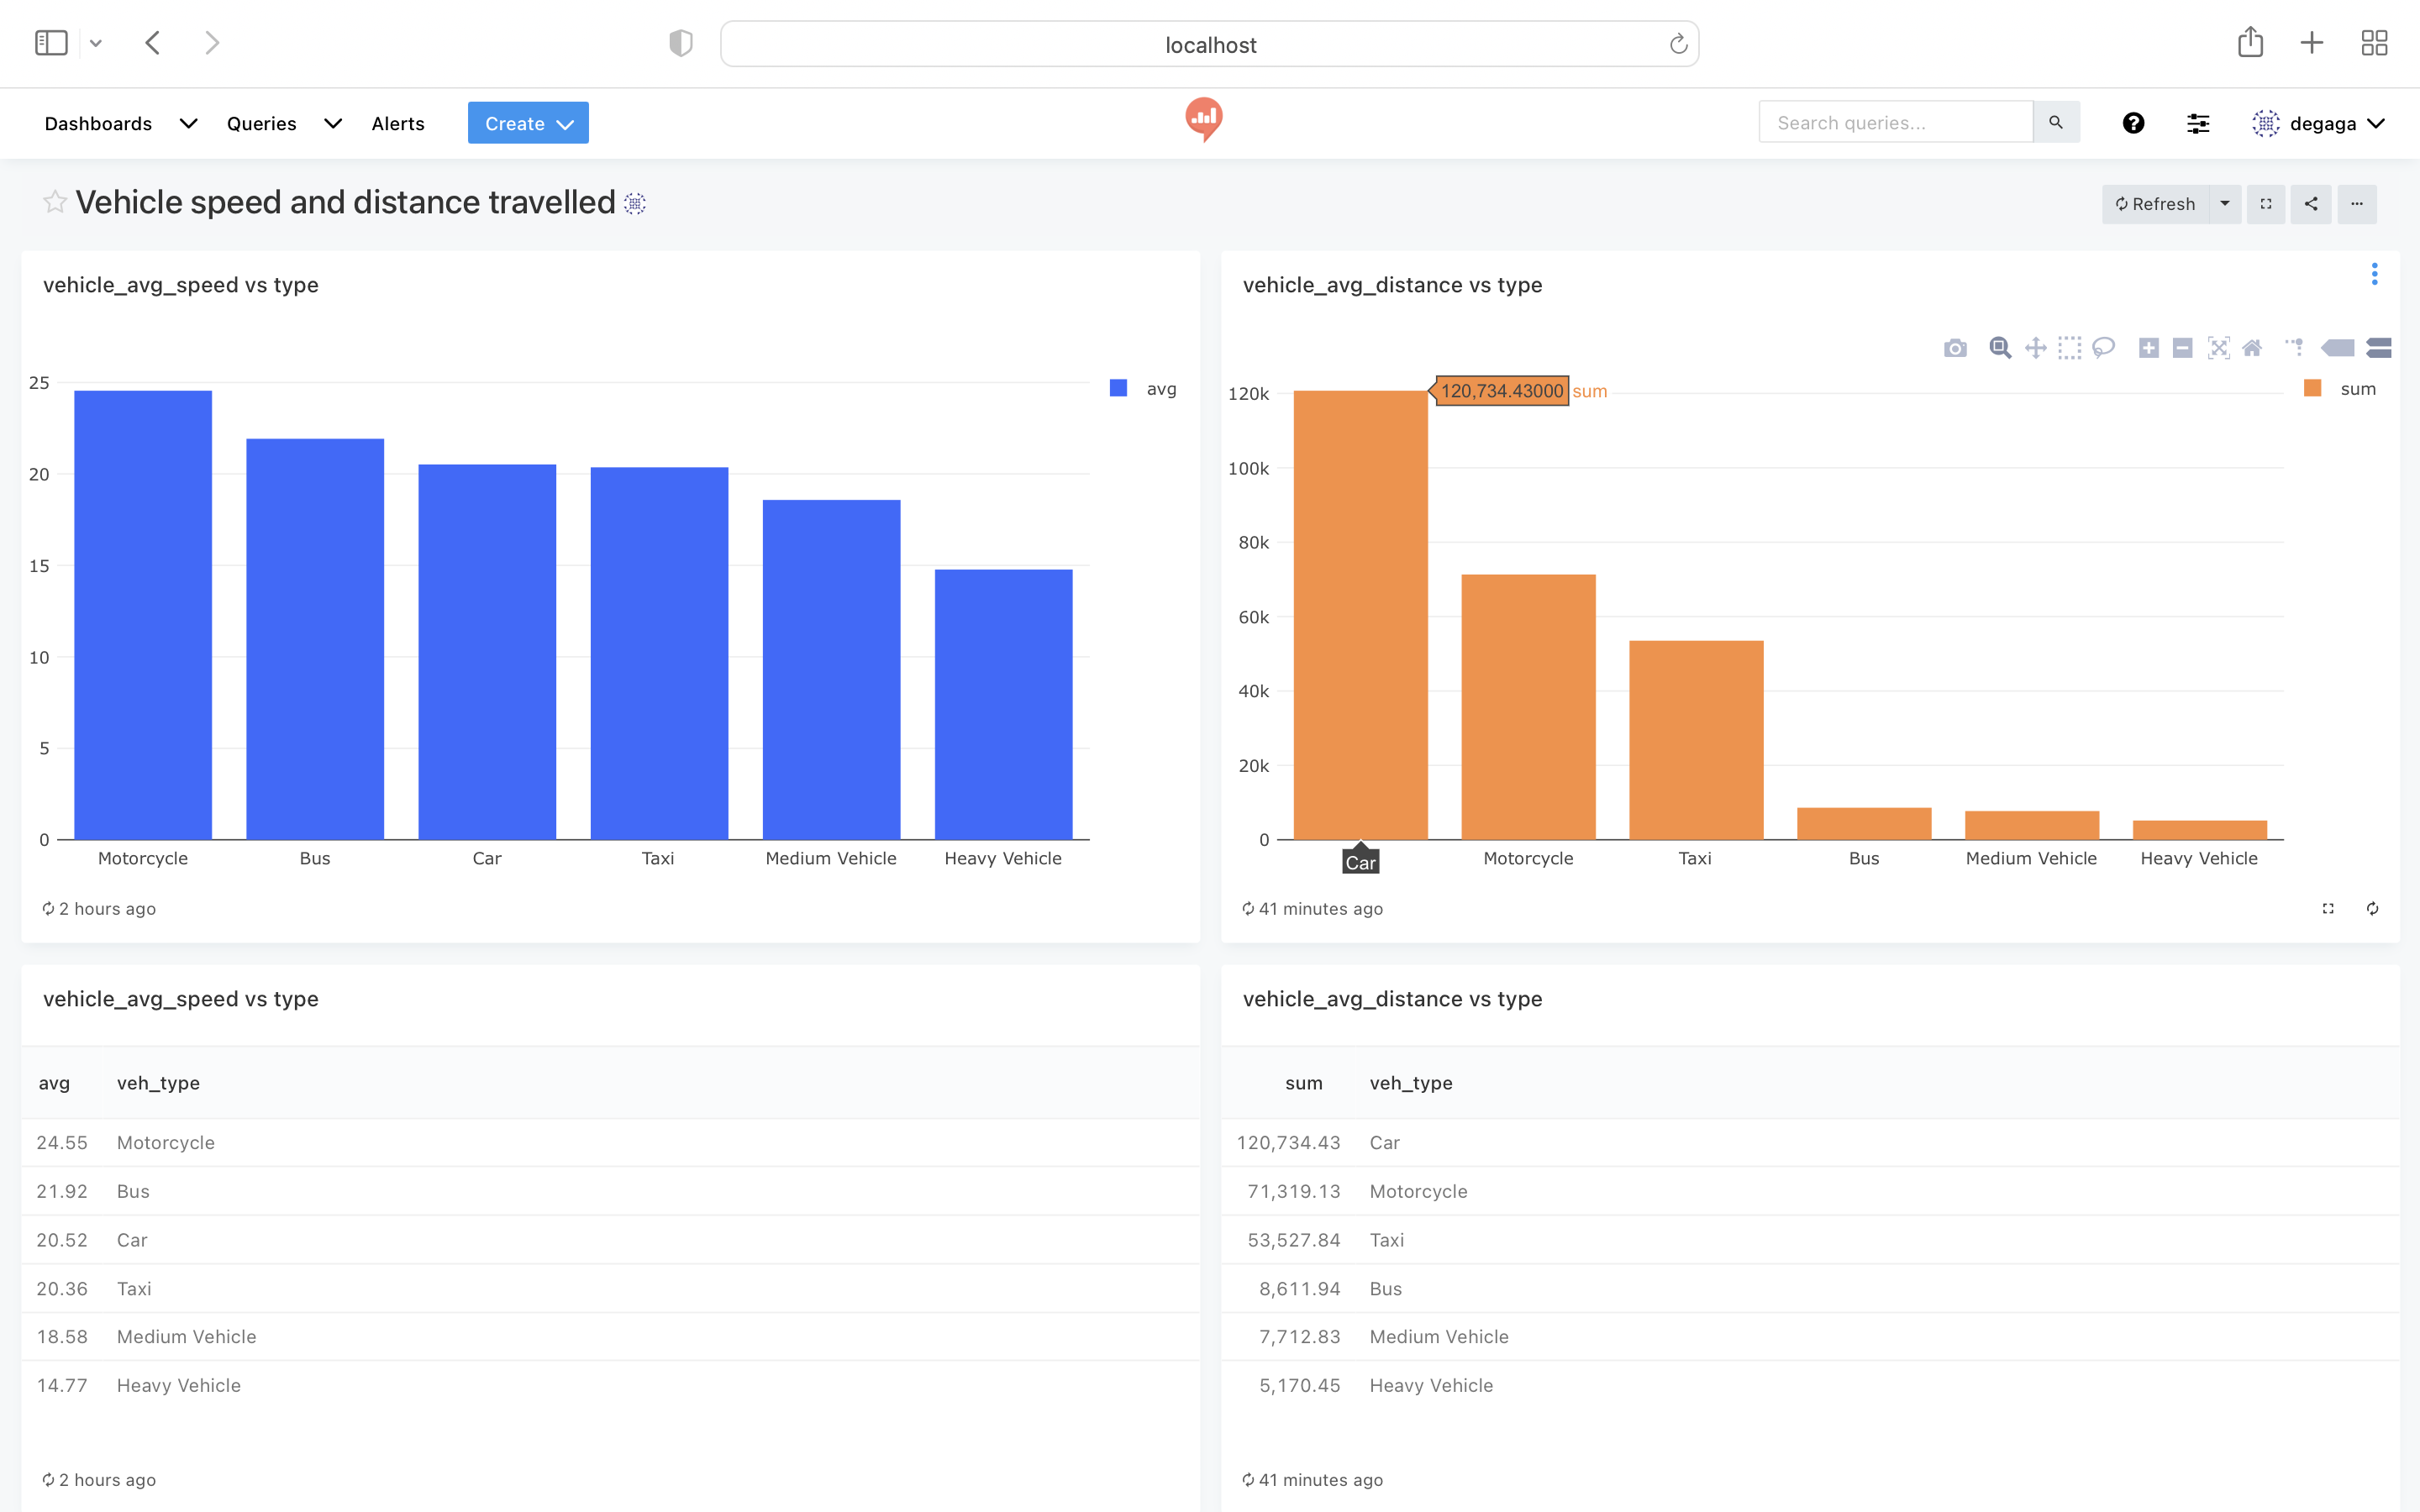 localhost
Dashboards Queries Alerts Create Search queries... degaga
Vehicle speed and distance travelled Refresh
vehicle_avg_speed vs type
25
20
15
10
5
0
Motorcycle Bus Car Taxi Medium Vehicle Heavy Vehicle
avg
2 hours ago
vehicle_avg_distance vs type
120k
100k
80k
60k
40k
20k
0
120,734.43000 sum
sum
Car Motorcycle Taxi Bus Medium Vehicle Heavy Vehicle
41 minutes ago
vehicle_avg_speed vs type
avg veh_type
24.55 Motorcycle
21.92 Bus
20.52 Car
20.36 Taxi
18.58 Medium Vehicle
14.77 Heavy Vehicle
2 hours ago
vehicle_avg_distance vs type
sum veh_type
120,734.43 Car
71,319.13 Motorcycle
53,527.84 Taxi
8,611.94 Bus
7,712.83 Medium Vehicle
5,170.45 Heavy Vehicle
41 minutes ago